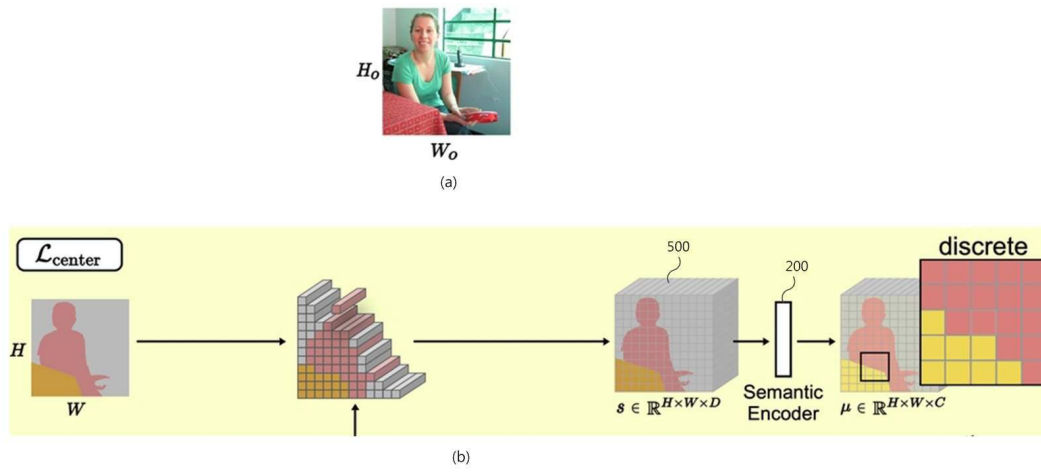 H_O
W_O
(a)
ℒ_center
500
200
discrete
H
W
s ∈ ℝ^{H×W×D}
Semantic
Encoder
μ ∈ ℝ^{H×W×C}
(b)